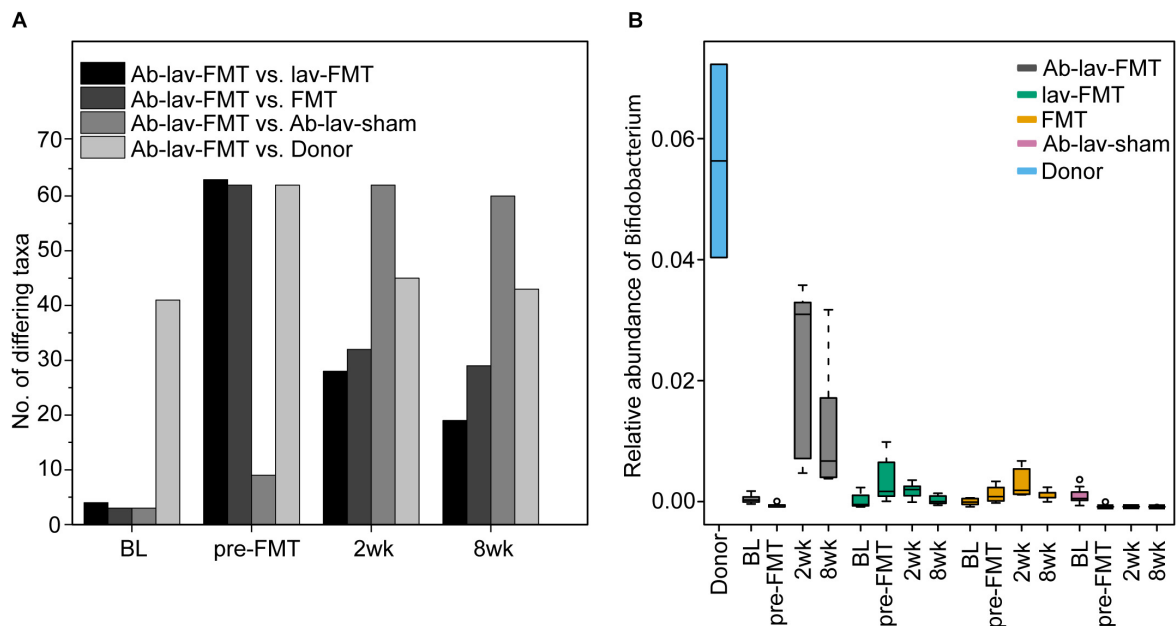 A
Ab-lav-FMT vs. lav-FMT
Ab-lav-FMT vs. FMT
Ab-lav-FMT vs. Ab-lav-sham
Ab-lav-FMT vs. Donor
No. of differing taxa
70
60
50
40
30
20
10
0
BL pre-FMT 2wk 8wk
B
Ab-lav-FMT
lav-FMT
FMT
Ab-lav-sham
Donor
Relative abundance of Bifidobacterium
0.06
0.04
0.02
0.00
Donor BL pre-FMT 2wk 8wk BL pre-FMT 2wk 8wk BL pre-FMT 2wk 8wk BL pre-FMT 2wk 8wk